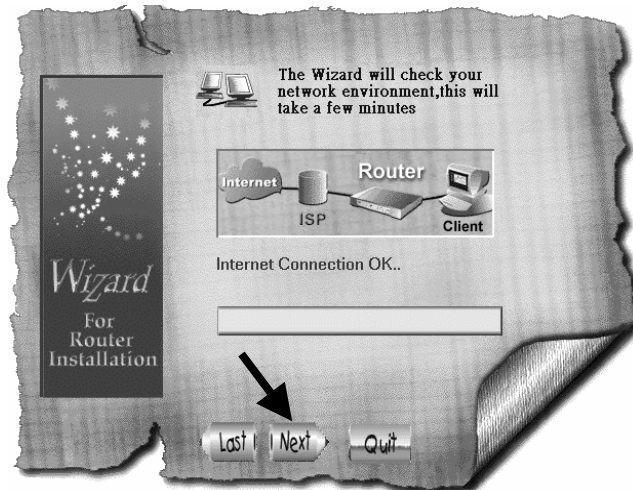 The Wizard will check your
network environment,this will
take a few minutes
Internet
Router
ISP
Client
Internet Connection OK..
Wizard
For
Router
Installation
Last
Next
Quit